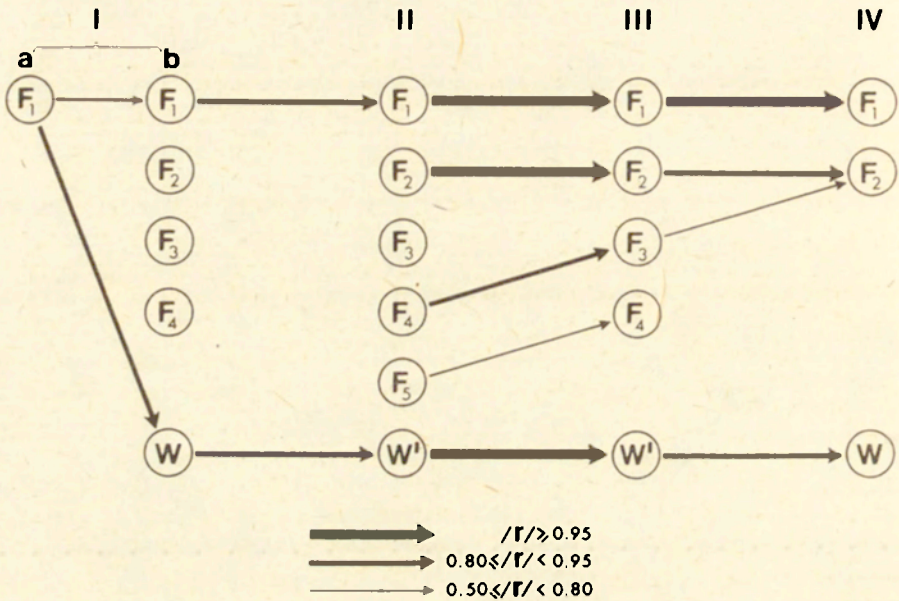 I II III IV
a b
F₁ F₁ F₁ F₁ F₁
F₂ F₂ F₂ F₂
F₃ F₃ F₃
F₄ F₄ F₄
F₅
W W' W' W
/r/⩾0.95
0.80⩽/r/<0.95
0.50⩽/r/<0.80